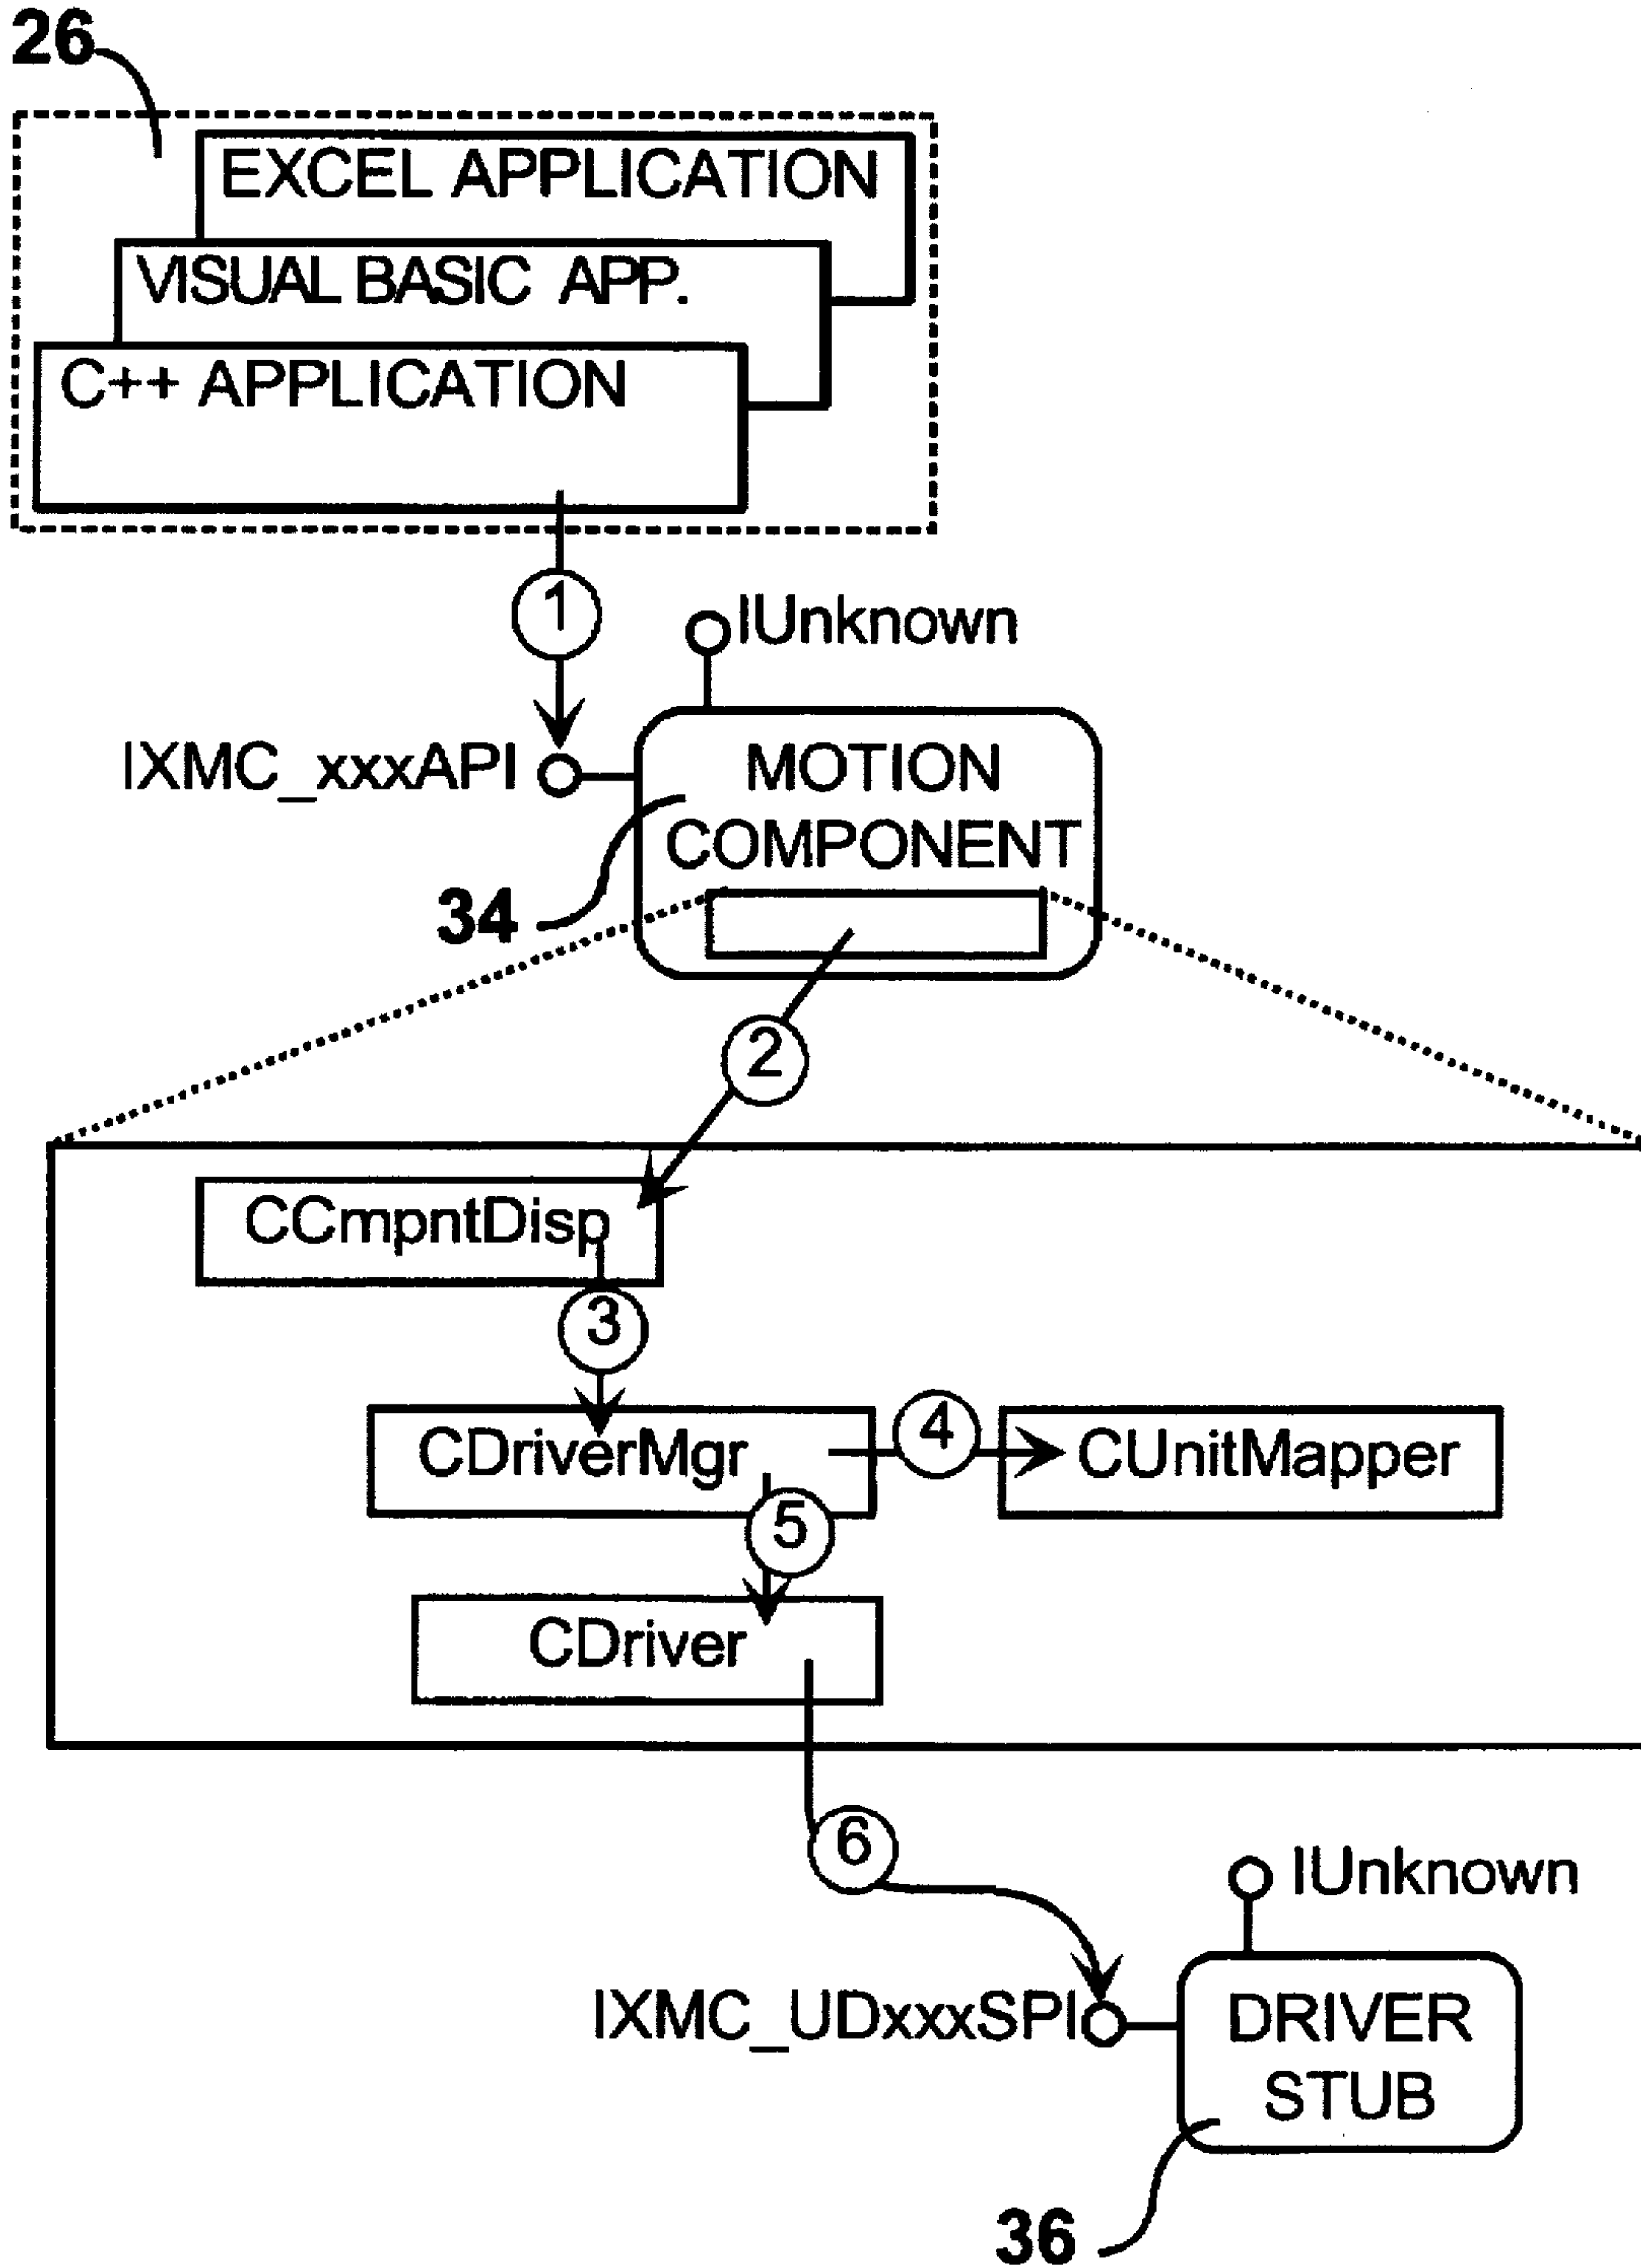 26
EXCEL APPLICATION
VISUAL BASIC APP.
C++ APPLICATION
1
IUnknown
IXMC_xxxAPI
MOTION
COMPONENT
34
2
CCmpntDisp
3
CDriverMgr
4
CUnitMapper
5
CDriver
6
IUnknown
IXMC_UDxxxSPI
DRIVER
STUB
36